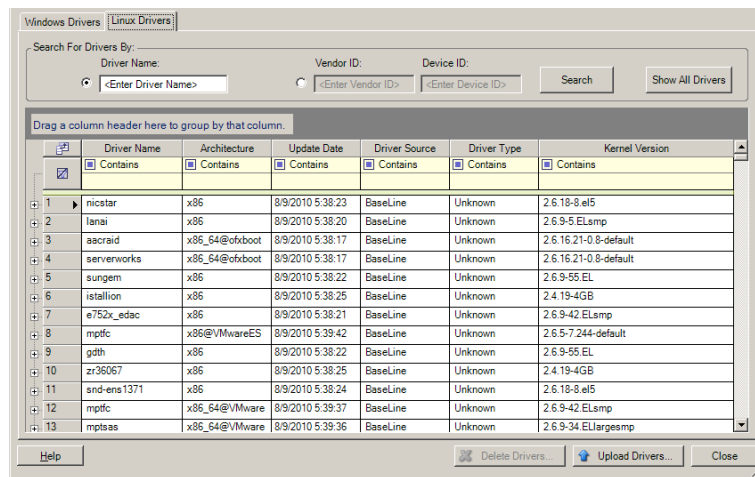 Windows Drivers Linux Drivers
Search For Drivers By:
Driver Name: Vendor ID: Device ID:
<Enter Driver Name> <Enter Vendor ID> <Enter Device ID> Search Show All Drivers
Drag a column header here to group by that column.
Driver Name Architecture Update Date Driver Source Driver Type Kernel Version
Contains Contains Contains Contains Contains Contains
1 nicstar x86 8/9/2010 5:38:23 BaseLine Unknown 2.6.18-8.el5
2 lanai x86 8/9/2010 5:38:20 BaseLine Unknown 2.6.9-5.ELsmp
3 aacraid x86_64@ofxboot 8/9/2010 5:38:17 BaseLine Unknown 2.6.16.21-0.8-default
4 serverworks x86_64@ofxboot 8/9/2010 5:38:17 BaseLine Unknown 2.6.16.21-0.8-default
5 sungem x86 8/9/2010 5:38:22 BaseLine Unknown 2.6.9-55.EL
6 istallion x86 8/9/2010 5:38:25 BaseLine Unknown 2.4.19-4GB
7 e752x_edac x86 8/9/2010 5:38:21 BaseLine Unknown 2.6.9-42.ELsmp
8 mptfc x86@VMwareES 8/9/2010 5:39:42 BaseLine Unknown 2.6.5-7.244-default
9 gdth x86 8/9/2010 5:38:22 BaseLine Unknown 2.6.9-55.EL
10 zr36067 x86 8/9/2010 5:38:25 BaseLine Unknown 2.4.19-4GB
11 snd-ens1371 x86 8/9/2010 5:38:24 BaseLine Unknown 2.6.18-8.el5
12 mptfc x86_64@VMware 8/9/2010 5:39:37 BaseLine Unknown 2.6.9-42.ELsmp
13 mptsas x86_64@VMware 8/9/2010 5:39:36 BaseLine Unknown 2.6.9-34.ELlargesmp
Help Delete Drivers... Upload Drivers... Close